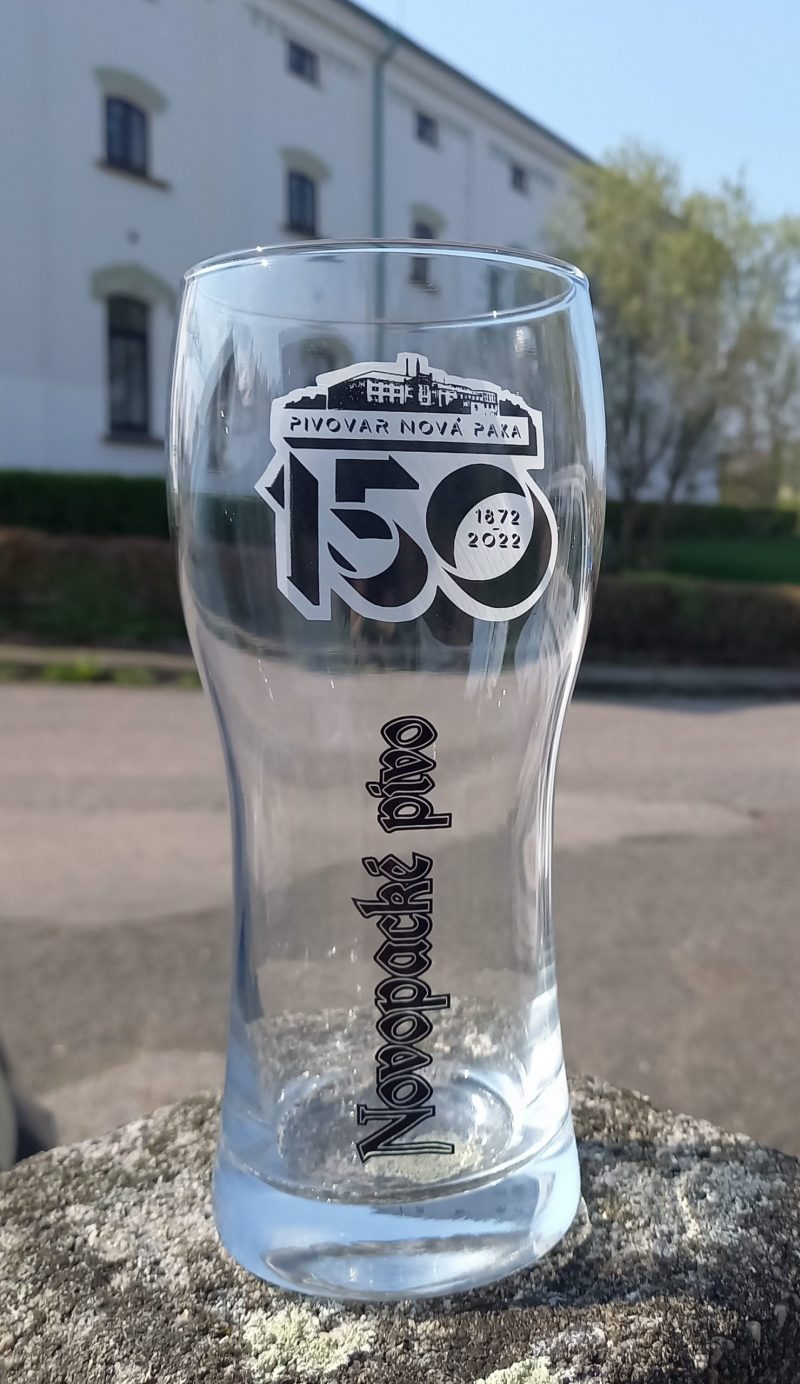 PIVOVAR NOVÁ PAKA
150
1872
-
2022
Novopacké pivo